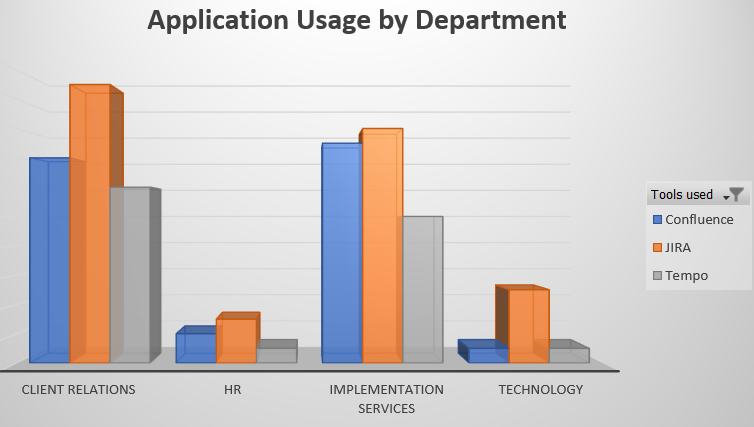 Application Usage by Department
Tools used
Confluence
JIRA
Tempo
CLIENT RELATIONS
HR
IMPLEMENTATION
SERVICES
TECHNOLOGY